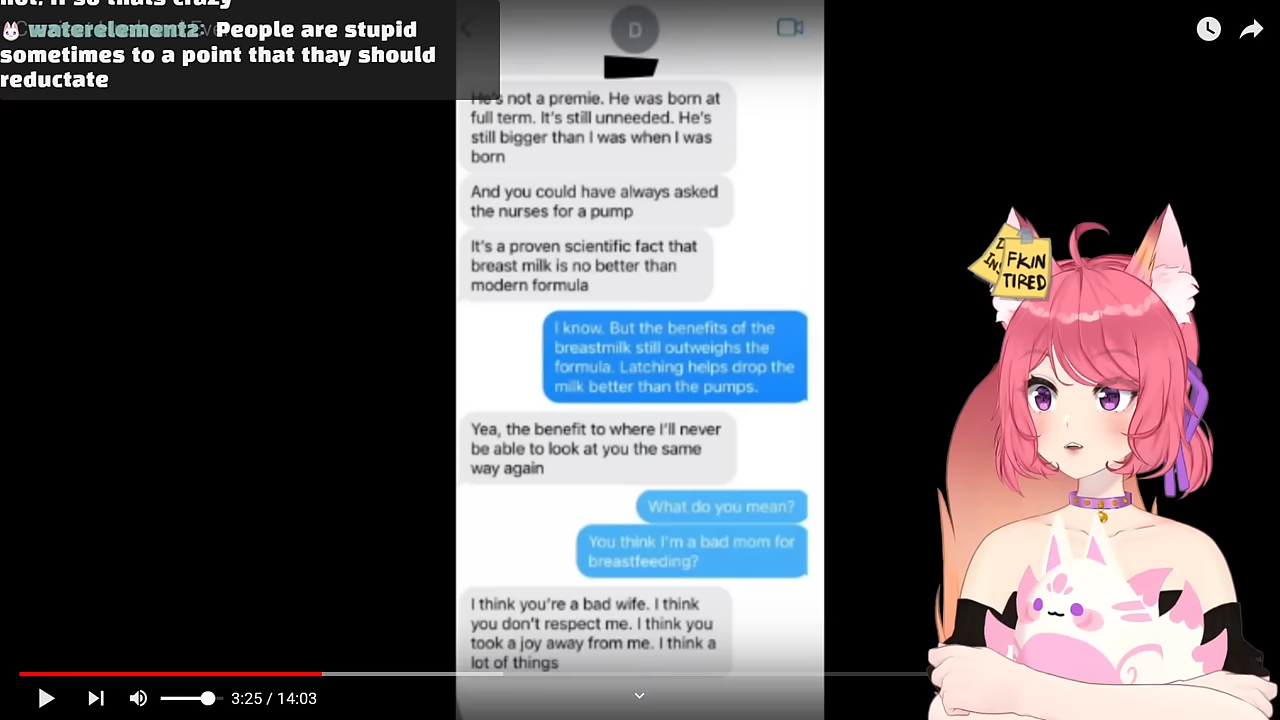 waterelement2: People are stupid
sometimes to a point that thay should
reductate
D
He's not a premie. He was born at
full term. It's still unneeded. He's
still bigger than I was when I was
born
And you could have always asked
the nurses for a pump
It's a proven scientific fact that
breast milk is no better than
modern formula
I know. But the benefits of the
breastmilk still outweighs the
formula. Latching helps drop the
milk better than the pumps.
Yea, the benefit to where I'll never
be able to look at you the same
way again
What do you mean?
You think I'm a bad mom for
breastfeeding?
I think you're a bad wife. I think
you don't respect me. I think you
took a joy away from me. I think a
lot of things
FKIN
TIRED
3:25 / 14:03